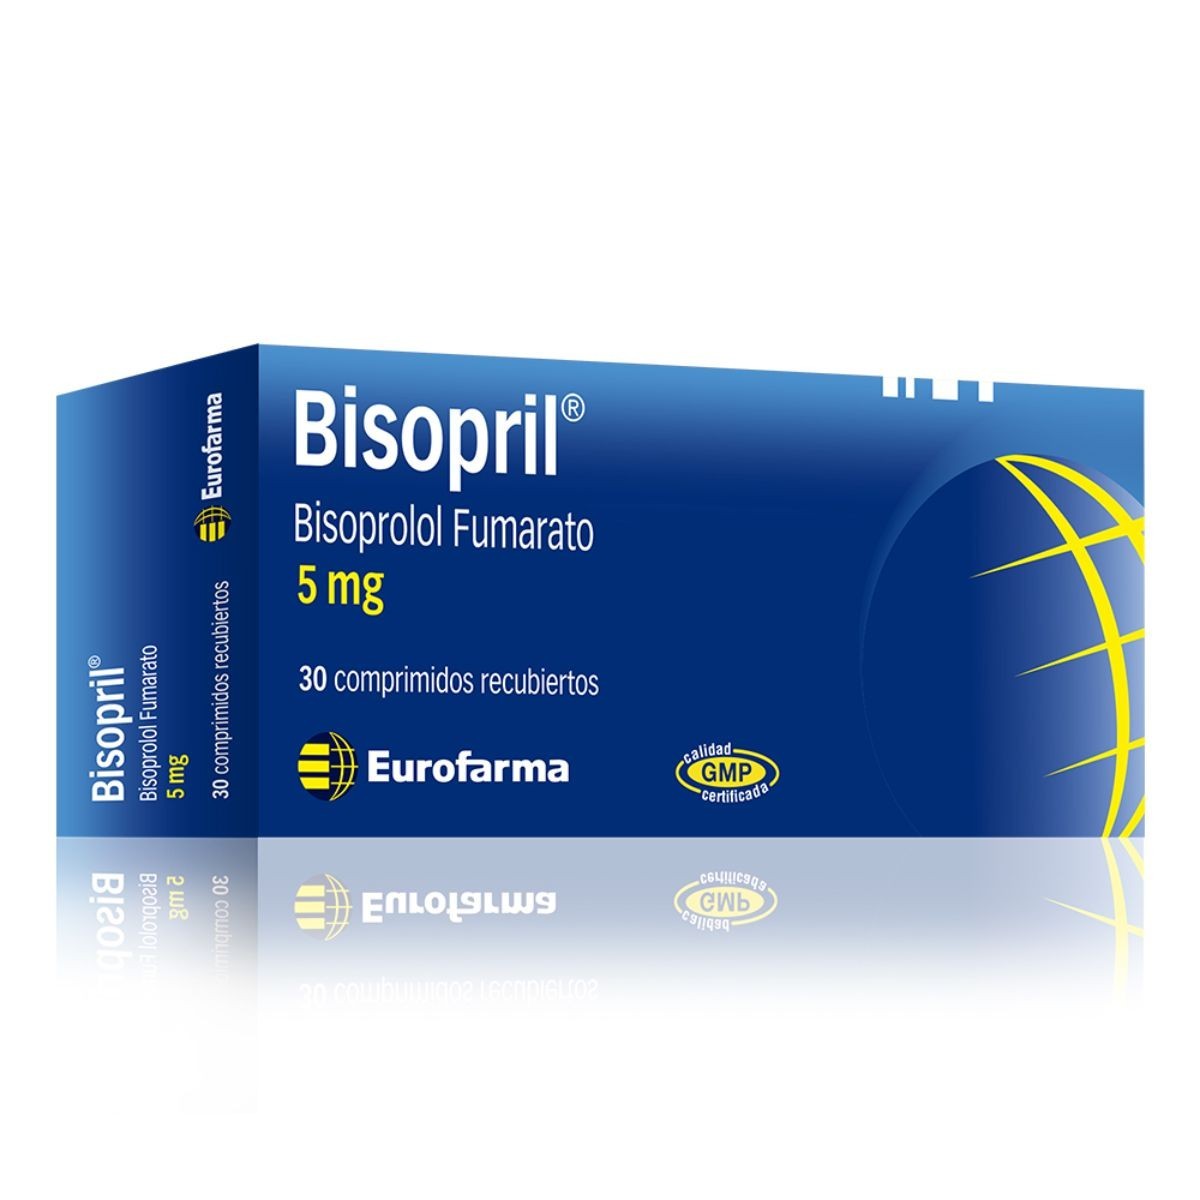 Bisopril®
Bisoprolol Fumarato
5 mg
30 comprimidos recubiertos
Eurofarma
calidad
GMP
certificada
Eurofarma
Bisopril®
Bisoprolol Fumarato
5 mg
30 comprimidos recubiertos